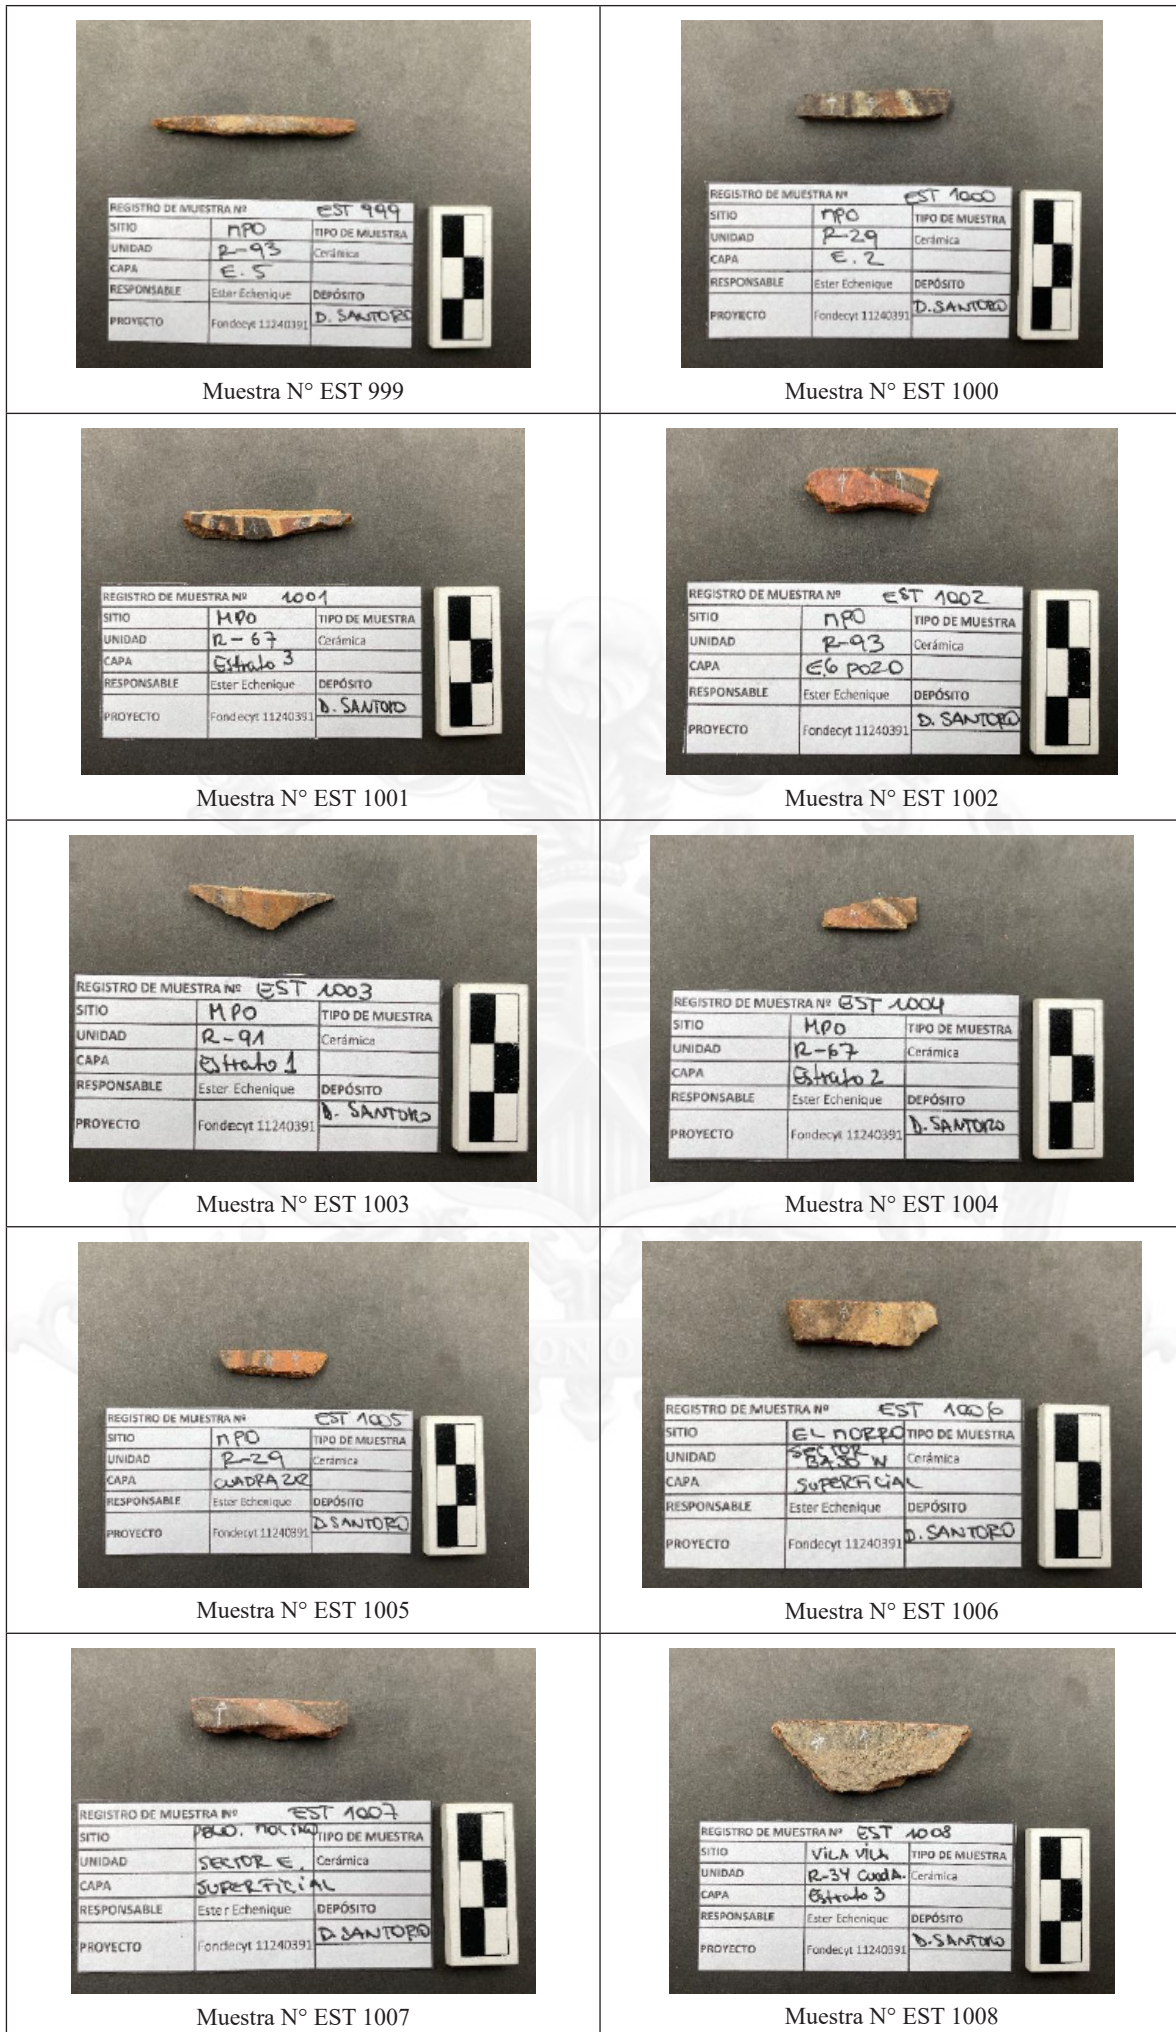 REGISTRO DE MUESTRA Nº EST 999
SITIO MPO TIPO DE MUESTRA
UNIDAD R-93 Cerámica
CAPA E.5
RESPONSABLE Ester Echenique DEPÓSITO
PROYECTO Fondecyt 11240391 D. SANTORO
Muestra N° EST 999
REGISTRO DE MUESTRA Nº EST 1000
SITIO MPO TIPO DE MUESTRA
UNIDAD R-29 Cerámica
CAPA E.2
RESPONSABLE Ester Echenique DEPÓSITO
PROYECTO Fondecyt 11240391 D. SANTORO
Muestra N° EST 1000
REGISTRO DE MUESTRA Nº 1001
SITIO MPO TIPO DE MUESTRA
UNIDAD R-67 Cerámica
CAPA Estrato 3
RESPONSABLE Ester Echenique DEPÓSITO
PROYECTO Fondecyt 11240391 D. SANTORO
Muestra N° EST 1001
REGISTRO DE MUESTRA Nº EST 1002
SITIO MPO TIPO DE MUESTRA
UNIDAD R-93 Cerámica
CAPA E.6 POZO
RESPONSABLE Ester Echenique DEPÓSITO
PROYECTO Fondecyt 11240391 D. SANTORO
Muestra N° EST 1002
REGISTRO DE MUESTRA Nº EST 1003
SITIO MPO TIPO DE MUESTRA
UNIDAD R-91 Cerámica
CAPA Estrato 1
RESPONSABLE Ester Echenique DEPÓSITO
PROYECTO Fondecyt 11240391 D. SANTORO
Muestra N° EST 1003
REGISTRO DE MUESTRA Nº EST 1004
SITIO MPO TIPO DE MUESTRA
UNIDAD R-67 Cerámica
CAPA Estrato 2
RESPONSABLE Ester Echenique DEPÓSITO
PROYECTO Fondecyt 11240391 D. SANTORO
Muestra N° EST 1004
REGISTRO DE MUESTRA Nº EST 1005
SITIO MPO TIPO DE MUESTRA
UNIDAD R-29 Cerámica
CAPA CUADRA 2x2
RESPONSABLE Ester Echenique DEPÓSITO
PROYECTO Fondecyt 11240391 D. SANTORO
Muestra N° EST 1005
REGISTRO DE MUESTRA Nº EST 1006
SITIO EL MORRO TIPO DE MUESTRA
UNIDAD SECTOR BAJO N Cerámica
CAPA SUPERFICIAL
RESPONSABLE Ester Echenique DEPÓSITO
PROYECTO Fondecyt 11240391 D. SANTORO
Muestra N° EST 1006
REGISTRO DE MUESTRA Nº EST 1007
SITIO PBLO. MOLINO TIPO DE MUESTRA
UNIDAD SECTOR E. Cerámica
CAPA SUPERFICIAL
RESPONSABLE Ester Echenique DEPÓSITO
PROYECTO Fondecyt 11240391 D. SANTORO
Muestra N° EST 1007
REGISTRO DE MUESTRA Nº EST 1008
SITIO VILA VILA TIPO DE MUESTRA
UNIDAD R-34 CuadA. Cerámica
CAPA Estrato 3
RESPONSABLE Ester Echenique DEPÓSITO
PROYECTO Fondecyt 11240391 D. SANTORO
Muestra N° EST 1008